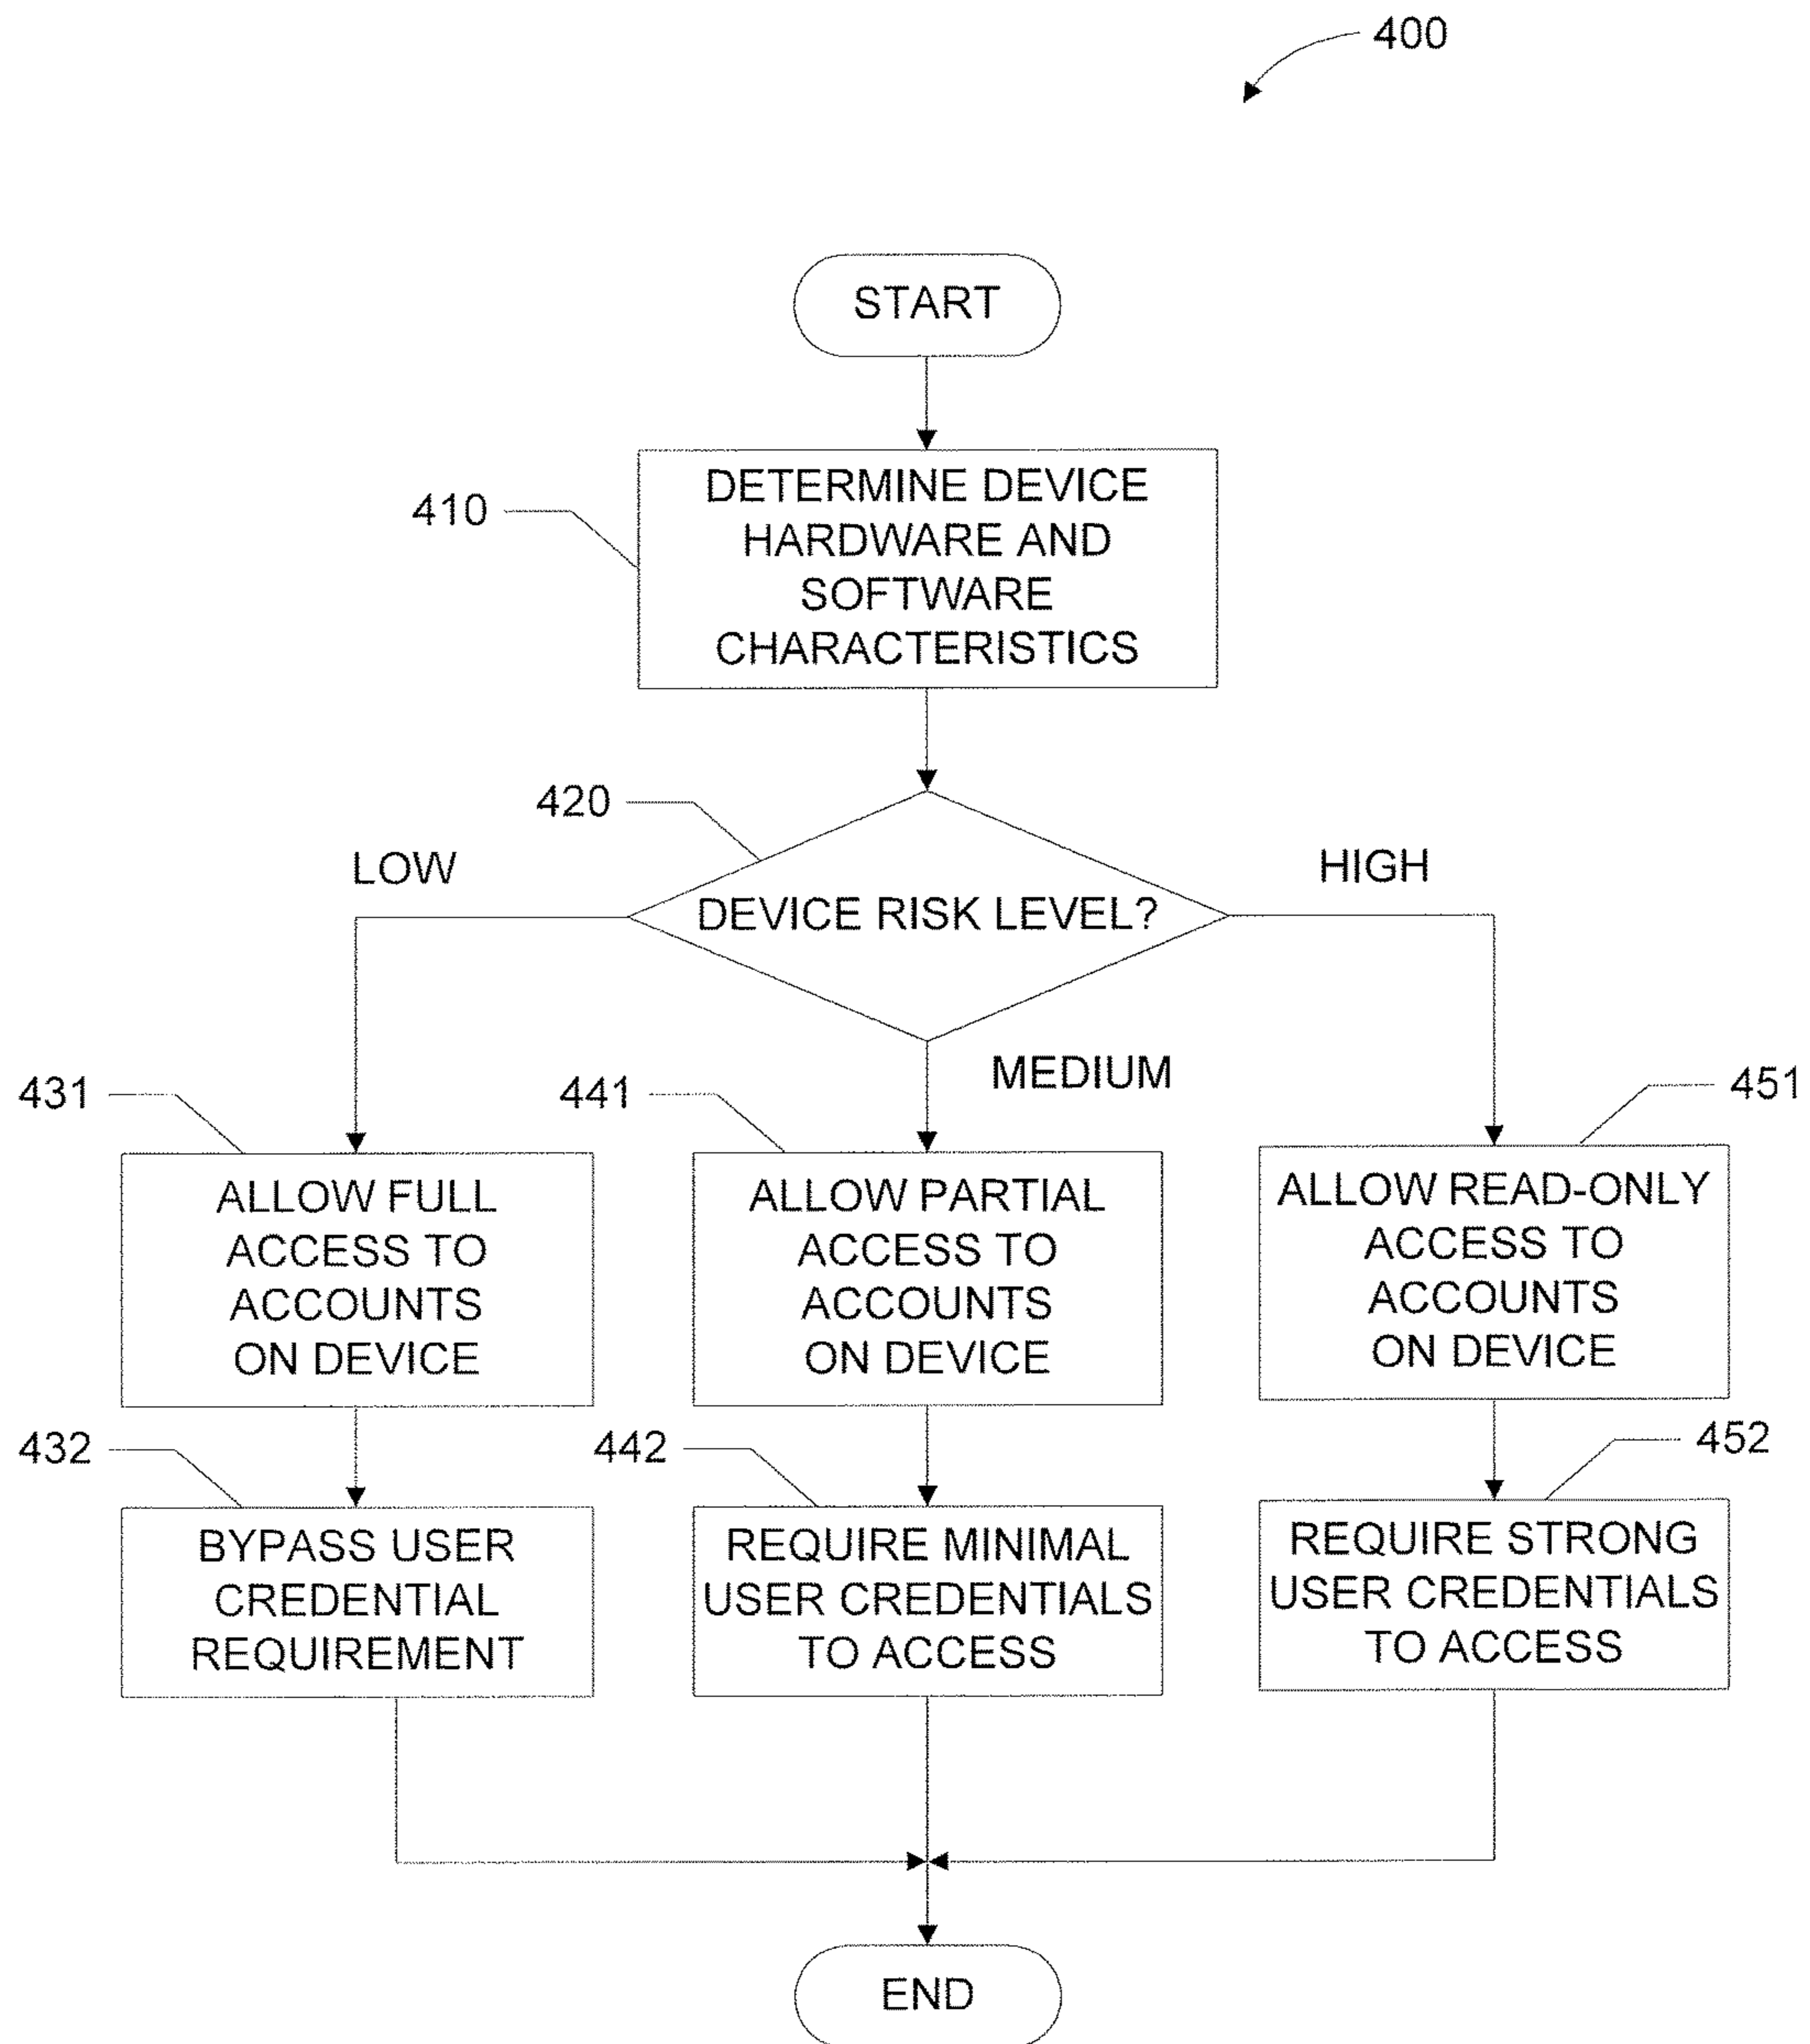 400
START
410
DETERMINE DEVICE
HARDWARE AND
SOFTWARE
CHARACTERISTICS
420
LOW
HIGH
DEVICE RISK LEVEL?
MEDIUM
431
ALLOW FULL
ACCESS TO
ACCOUNTS
ON DEVICE
441
ALLOW PARTIAL
ACCESS TO
ACCOUNTS
ON DEVICE
451
ALLOW READ-ONLY
ACCESS TO
ACCOUNTS
ON DEVICE
432
BYPASS USER
CREDENTIAL
REQUIREMENT
442
REQUIRE MINIMAL
USER CREDENTIALS
TO ACCESS
452
REQUIRE STRONG
USER CREDENTIALS
TO ACCESS
END